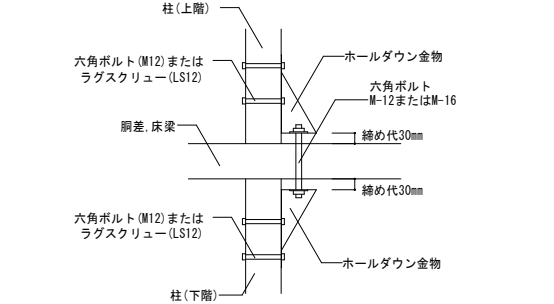 柱(上階)
六角ボルト(M12)または
ラグスクリュー(LS12)
ホールダウン金物
六角ボルト
M-12またはM-16
胴差,床梁
締め代30mm
締め代30mm
六角ボルト(M12)または
ラグスクリュー(LS12)
ホールダウン金物
柱(下階)